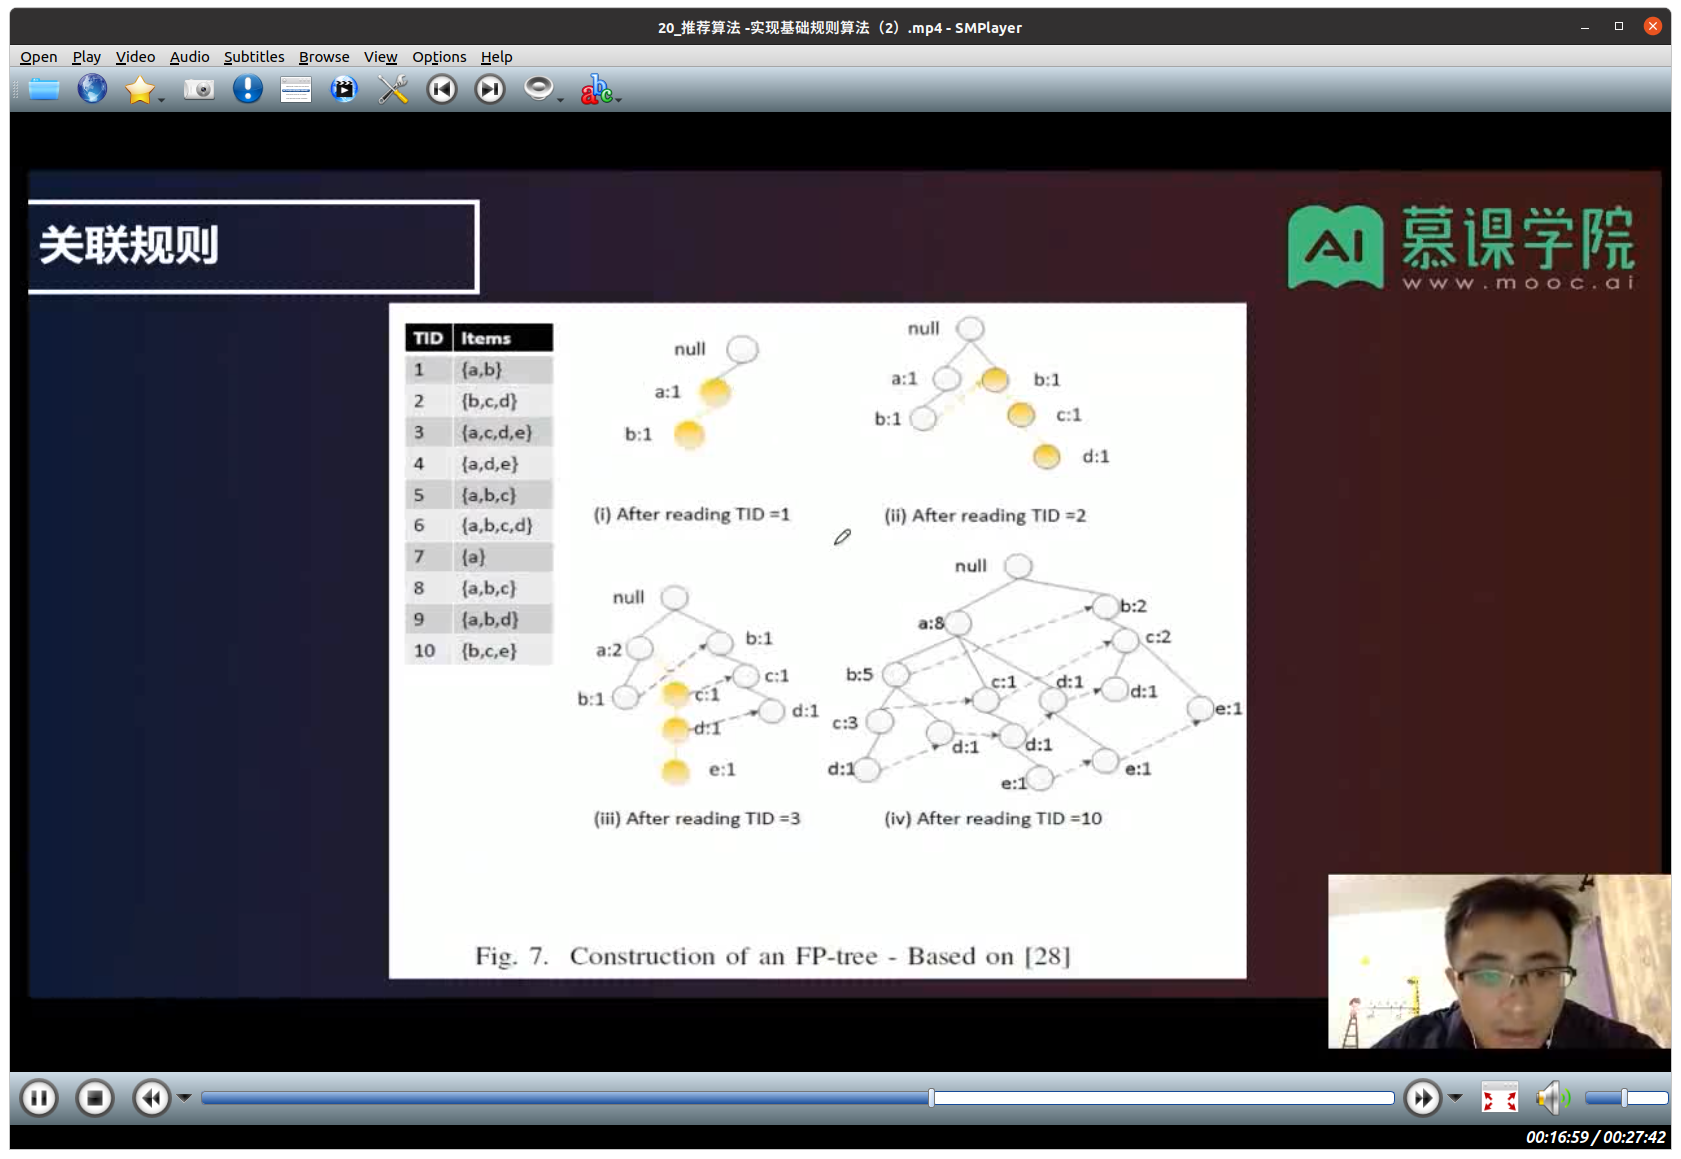 20_推荐算法 -实现基础规则算法（2）.mp4 - SMPlayer
Open Play Video Audio Subtitles Browse View Options Help
abc
关联规则
AI 慕课学院
www.mooc.ai
TID Items
1 {a,b}
2 {b,c,d}
3 {a,c,d,e}
4 {a,d,e}
5 {a,b,c}
6 {a,b,c,d}
7 {a}
8 {a,b,c}
9 {a,b,d}
10 {b,c,e}
null
a:1
b:1
(i) After reading TID =1
null
a:1
b:1
b:1
c:1
d:1
(ii) After reading TID =2
null
a:2
b:1
b:1
c:1
c:1
d:1
d:1
e:1
(iii) After reading TID =3
null
a:8
b:2
c:2
b:5
c:1
d:1
d:1
e:1
c:3
d:1
d:1
d:1
e:1
e:1
(iv) After reading TID =10
Fig. 7. Construction of an FP-tree - Based on [28]
00:16:59 / 00:27:42